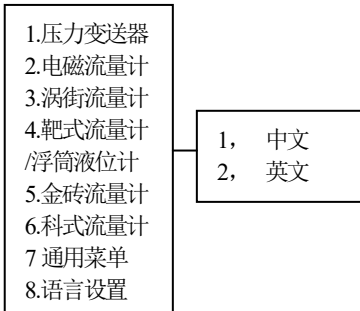 1.压力变送器
2.电磁流量计
3.涡街流量计
4.靶式流量计
/浮筒液位计
5.金砖流量计
6.科式流量计
7 通用菜单
8.语言设置
1， 中文
2， 英文